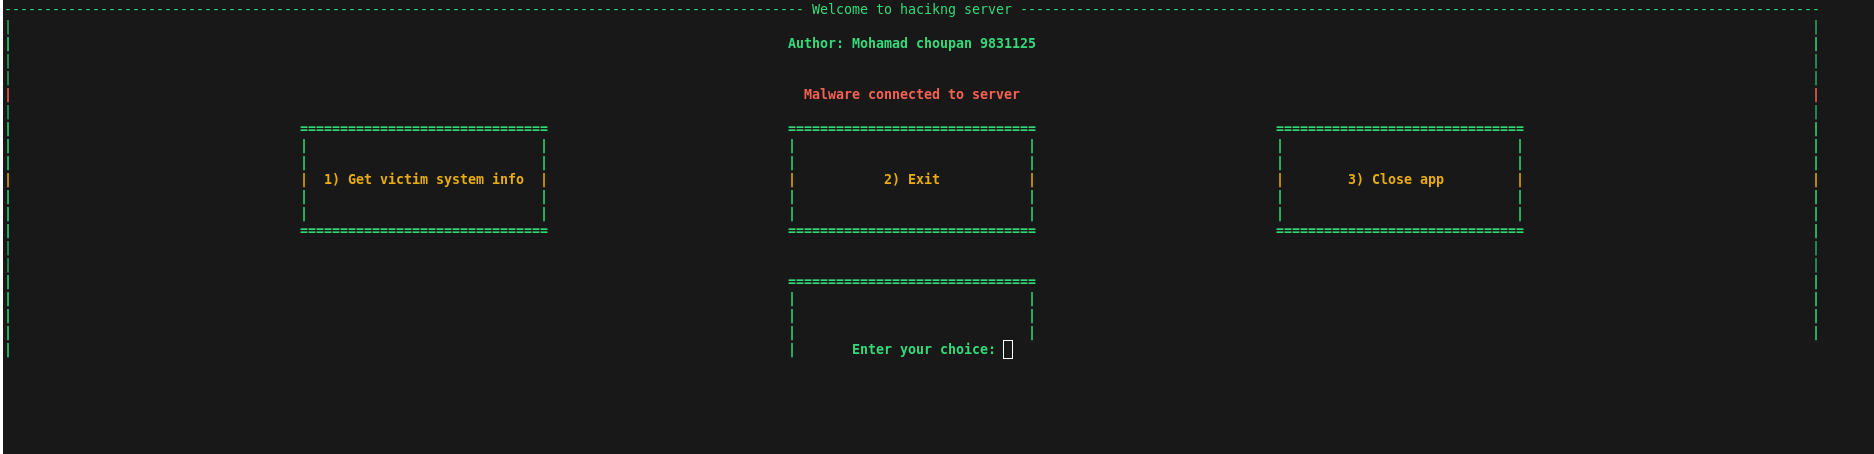 Welcome to hacikng server
Author: Mohamad choupan 9831125
Malware connected to server
1) Get victim system info
2) Exit
3) Close app
Enter your choice: